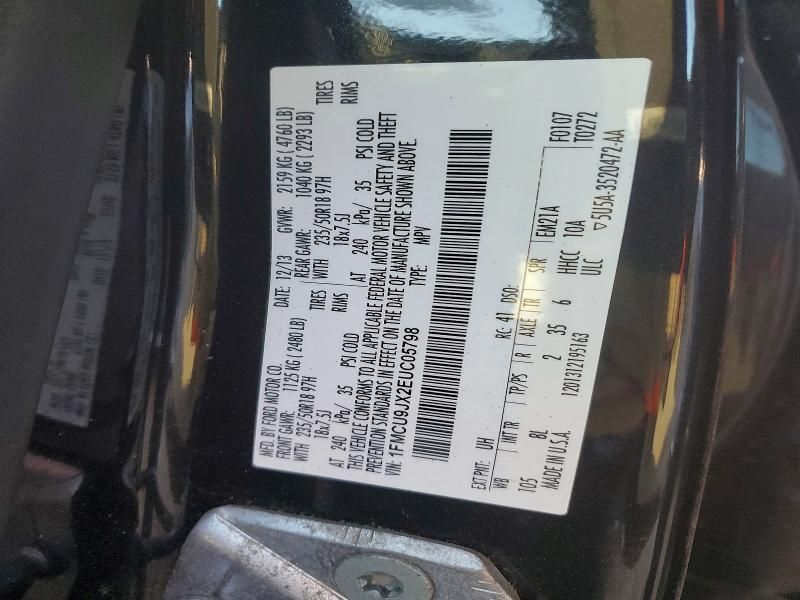 MFD. BY FORD MOTOR CO.
DATE: 12/13 GVWR: 2159 KG ( 4760 LB)
FRONT GAWR: 1125 KG ( 2480 LB) REAR GAWR: 1040 KG ( 2293 LB)
WITH 235/50R18 97H TIRES WITH 235/50R18 97H TIRES
18x7.5J RIMS 18x7.5J RIMS
AT 240 kPa/ 35 PSI COLD AT 240 kPa/ 35 PSI COLD
THIS VEHICLE CONFORMS TO ALL APPLICABLE FEDERAL MOTOR VEHICLE SAFETY AND THEFT
PREVENTION STANDARDS IN EFFECT ON THE DATE OF MANUFACTURE SHOWN ABOVE.
VIN: 1FMCU9JX2EUC05798 TYPE: MPV
EXT PNT: UH RC: 41 DSO: F0107
WB INT TR TP/PS R AXLE TR SPR EM21A T0272
105 8L 2 35 6 HHCC 10A
MADE IN U.S.A. 1201312195163 ULC ▽5U5A-3520472-AA